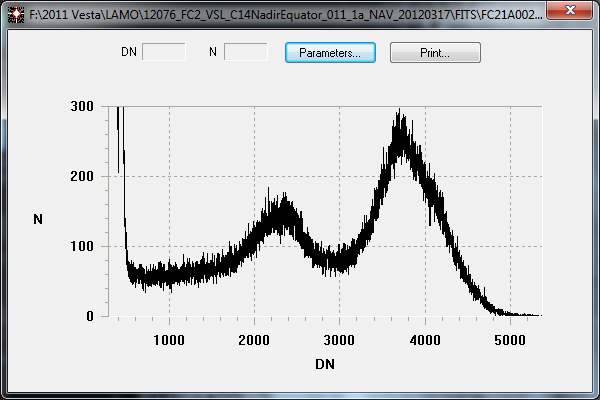 F:\2011 Vesta\LAMO\12076_FC2_VSL_C14NadirEquator_011_1a_NAV_20120317\FITS\FC21A002...
DN N Parameters... Print...
300
200
N
100
0
1000 2000 3000 4000 5000
DN